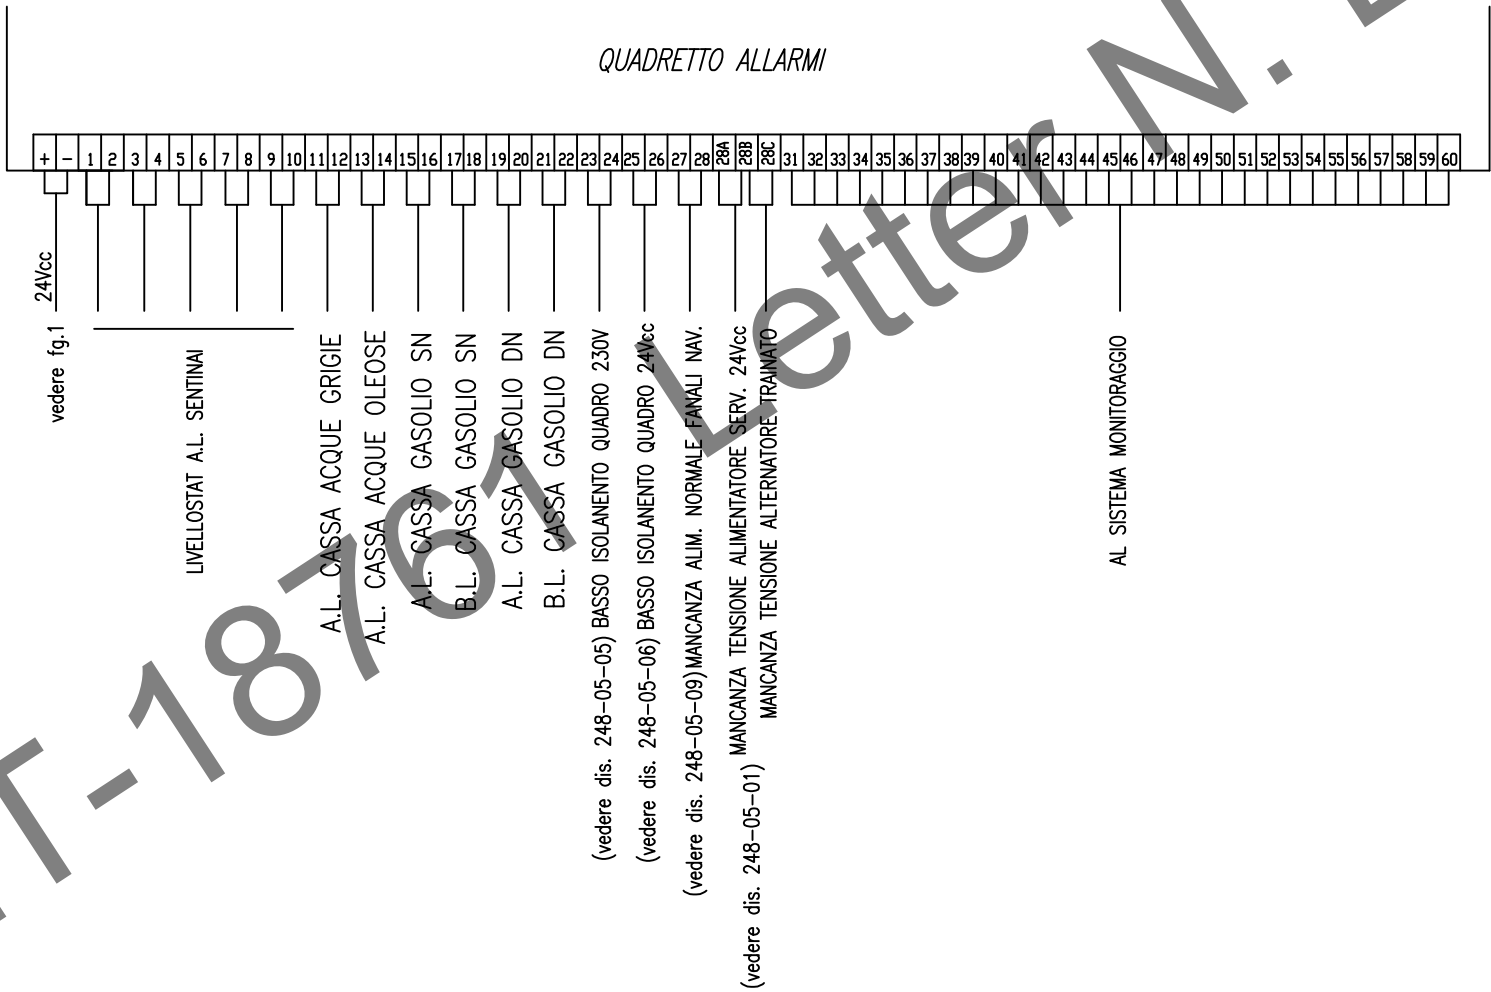 QUADRETTO ALLARMI
+ - 1 2 3 4 5 6 7 8 9 10 11 12 13 14 15 16 17 18 19 20 21 22 23 24 25 26 27 28 28A 28B 28C 31 32 33 34 35 36 37 38 39 40 41 42 43 44 45 46 47 48 49 50 51 52 53 54 55 56 57 58 59 60
24Vcc
vedere fg.1
LIVELLOSTAT A.L. SENTINAI
A.L. CASSA ACQUE GRIGIE
A.L. CASSA ACQUE OLEOSE
A.L. CASSA GASOLIO SN
B.L. CASSA GASOLIO SN
A.L. CASSA GASOLIO DN
B.L. CASSA GASOLIO DN
(vedere dis. 248-05-05) BASSO ISOLANENTO QUADRO 230V
(vedere dis. 248-05-06) BASSO ISOLANENTO QUADRO 24Vcc
(vedere dis. 248-05-09) MANCANZA ALIM. NORMALE FANALI NAV.
(vedere dis. 248-05-01) MANCANZA TENSIONE ALIMENTATORE SERV. 24Vcc
MANCANZA TENSIONE ALTERNATORE TRAINATO
AL SISTEMA MONITORAGGIO
T-18761 Letter N.